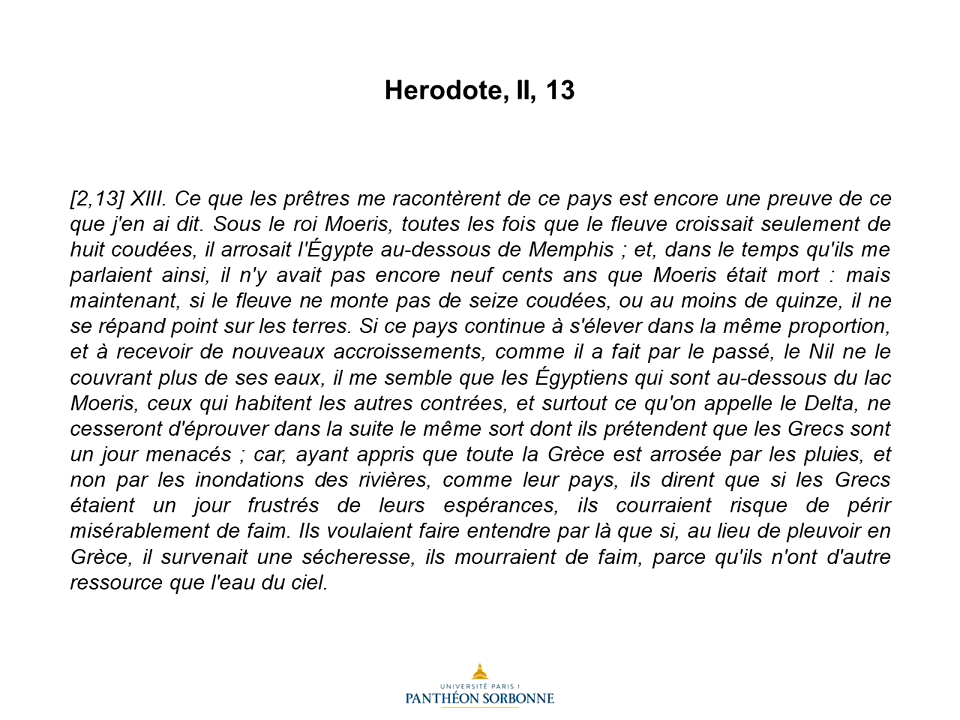 Herodote, II, 13
[2,13] XIII. Ce que les prêtres me racontèrent de ce pays est encore une preuve de ce
que j'en ai dit. Sous le roi Moeris, toutes les fois que le fleuve croissait seulement de
huit coudées, il arrosait l'Égypte au-dessous de Memphis ; et, dans le temps qu'ils me
parlaient ainsi, il n'y avait pas encore neuf cents ans que Moeris était mort : mais
maintenant, si le fleuve ne monte pas de seize coudées, ou au moins de quinze, il ne
se répand point sur les terres. Si ce pays continue à s'élever dans la même proportion,
et à recevoir de nouveaux accroissements, comme il a fait par le passé, le Nil ne le
couvrant plus de ses eaux, il me semble que les Égyptiens qui sont au-dessous du lac
Moeris, ceux qui habitent les autres contrées, et surtout ce qu'on appelle le Delta, ne
cesseront d'éprouver dans la suite le même sort dont ils prétendent que les Grecs sont
un jour menacés ; car, ayant appris que toute la Grèce est arrosée par les pluies, et
non par les inondations des rivières, comme leur pays, ils dirent que si les Grecs
étaient un jour frustrés de leurs espérances, ils courraient risque de périr
misérablement de faim. Ils voulaient faire entendre par là que si, au lieu de pleuvoir en
Grèce, il survenait une sécheresse, ils mourraient de faim, parce qu'ils n'ont d'autre
ressource que l'eau du ciel.
UNIVERSITÉ PARIS 1
PANTHÉON SORBONNE